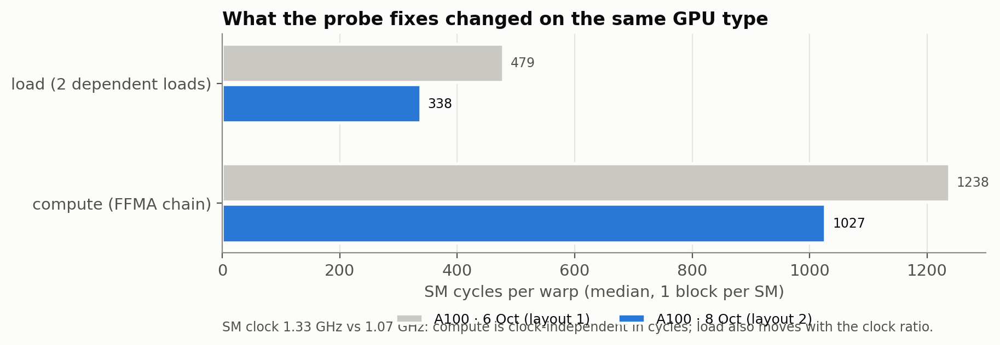 What the probe fixes changed on the same GPU type
load (2 dependent loads)
479
338
compute (FFMA chain)
1238
1027
0 200 400 600 800 1000 1200
SM cycles per warp (median, 1 block per SM)
A100 · 6 Oct (layout 1) A100 · 8 Oct (layout 2)
SM clock 1.33 GHz vs 1.07 GHz: compute is clock-independent in cycles; load also moves with the clock ratio.